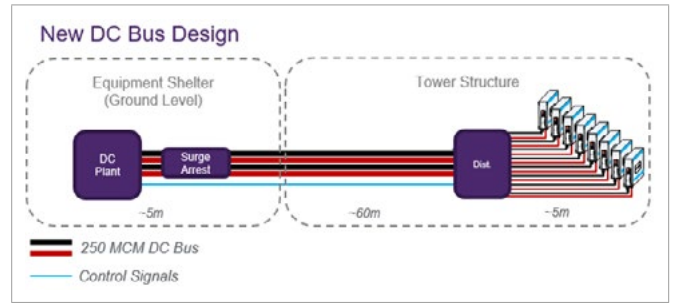 New DC Bus Design
Equipment Shelter
(Ground Level)
Tower Structure
DC
Plant
Surge
Arrest
Dist.
~5m
~60m
~5m
250 MCM DC Bus
Control Signals